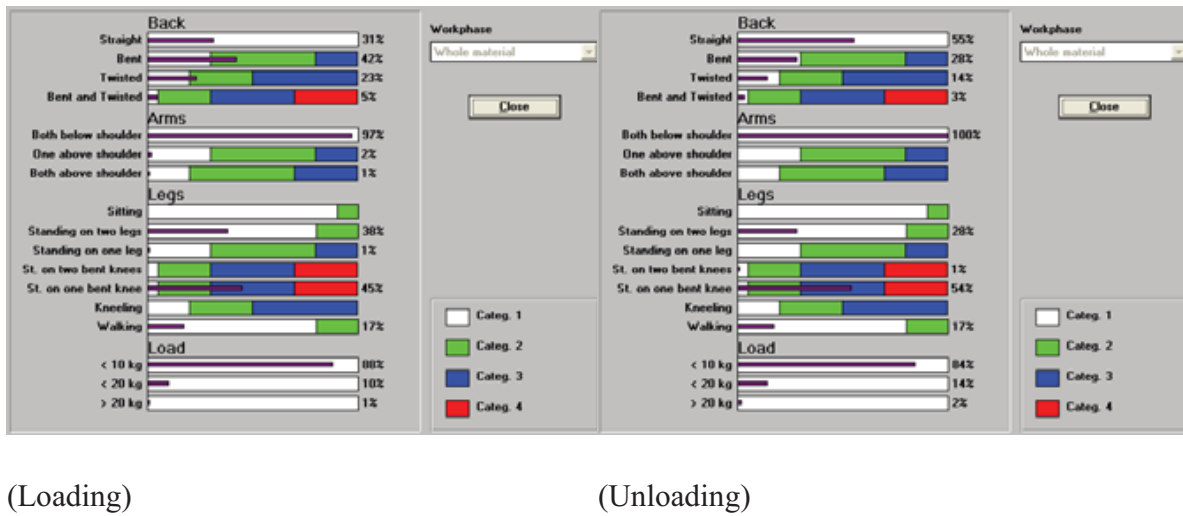 Back
Straight 31%
Bent 42%
Twisted 23%
Bent and Twisted 5%
Arms
Both below shoulder 97%
One above shoulder 2%
Both above shoulder 1%
Legs
Sitting
Standing on two legs 38%
Standing on one leg 1%
St. on two bent knees
St. on one bent knee 45%
Kneeling
Walking 17%
Load
< 10 kg 88%
< 20 kg 10%
> 20 kg 1%
Workphase
Whole material
Close
Categ. 1
Categ. 2
Categ. 3
Categ. 4
Back
Straight 55%
Bent 28%
Twisted 14%
Bent and Twisted 3%
Arms
Both below shoulder 100%
One above shoulder
Both above shoulder
Legs
Sitting
Standing on two legs 28%
Standing on one leg
St. on two bent knees 1%
St. on one bent knee 54%
Kneeling
Walking 17%
Load
< 10 kg 84%
< 20 kg 14%
> 20 kg 2%
Workphase
Whole material
Close
Categ. 1
Categ. 2
Categ. 3
Categ. 4
(Loading)
(Unloading)